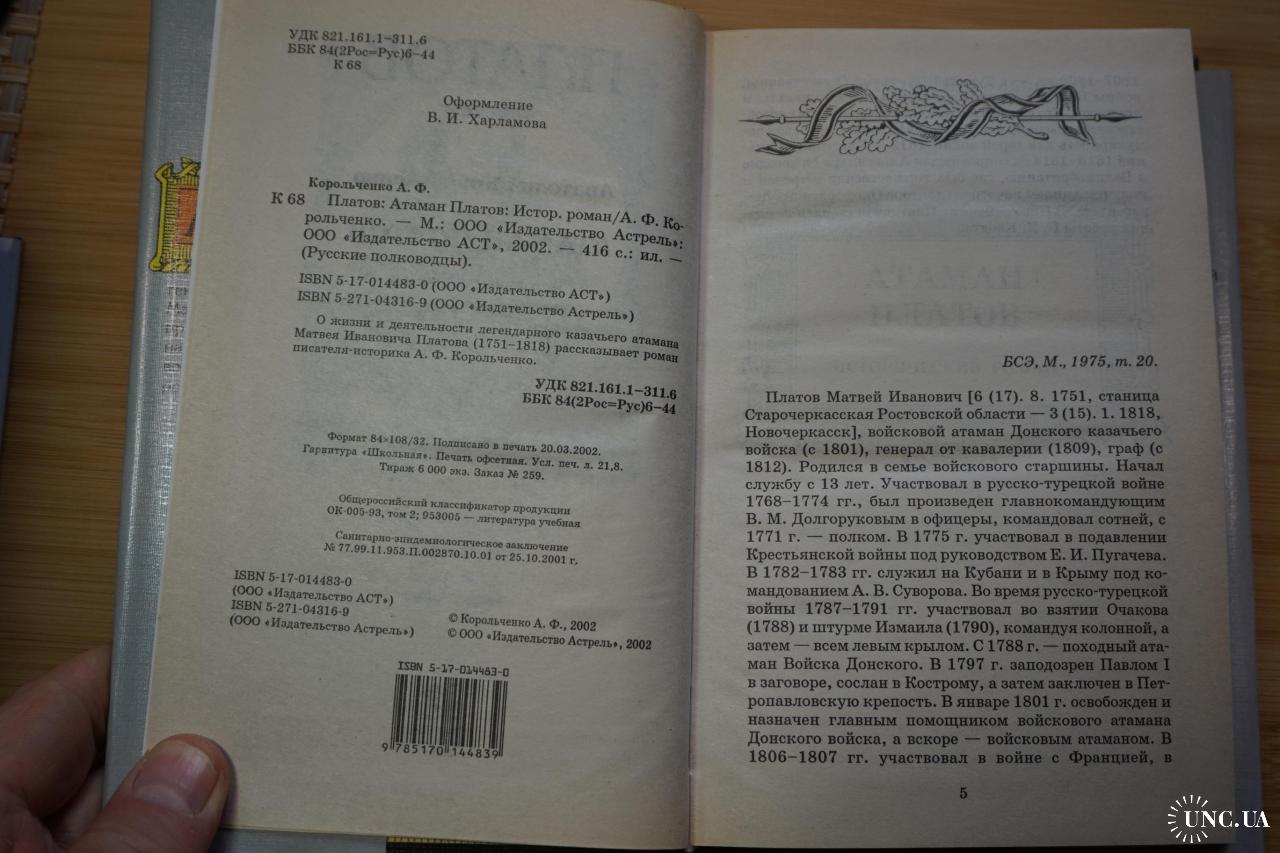 УДК 821.161.1–311.6
ББК 84(2Рос=Рус)6–44
К 68
Оформление
В. И. Харламова
Корольченко А. Ф.
К 68 Платов: Атаман Платов: Истор. роман/А. Ф. Ко-
рольченко. — М.: ООО «Издательство Астрель»:
ООО «Издательство АСТ», 2002. — 416 с.: ил. —
(Русские полководцы).
ISBN 5-17-014483-0 (ООО «Издательство АСТ»)
ISBN 5-271-04316-9 (ООО «Издательство Астрель»)
О жизни и деятельности легендарного казачьего атамана
Матвея Ивановича Платова (1751–1818) рассказывает роман
писателя-историка А. Ф. Корольченко.
УДК 821.161.1–311.6
ББК 84(2Рос=Рус)6–44
Формат 84×108/32. Подписано в печать 20.03.2002.
Гарнитура «Школьная». Печать офсетная. Усл. печ. л. 21,8.
Тираж 6 000 экз. Заказ № 259.
Общероссийский классификатор продукции
ОК-005-93, том 2; 953005 — литература учебная
Санитарно-эпидемиологическое заключение
№ 77.99.11.953.П.002870.10.01 от 25.10.2001 г.
ISBN 5-17-014483-0
(ООО «Издательство АСТ»)
ISBN 5-271-04316-9
(ООО «Издательство Астрель»)
© Корольченко А. Ф., 2002
© ООО «Издательство Астрель», 2002
ISBN 5-17-014483-0
9 785170 144839
БСЭ, М., 1975, т. 20.
Платов Матвей Иванович [6 (17). 8. 1751, станица
Старочеркасская Ростовской области — 3 (15). 1. 1818,
Новочеркасск], войсковой атаман Донского казачьего
войска (с 1801), генерал от кавалерии (1809), граф (с
1812). Родился в семье войскового старшины. Начал
службу с 13 лет. Участвовал в русско-турецкой войне
1768–1774 гг., был произведен главнокомандующим
В. М. Долгоруковым в офицеры, командовал сотней, с
1771 г. — полком. В 1775 г. участвовал в подавлении
Крестьянской войны под руководством Е. И. Пугачева.
В 1782–1783 гг. служил на Кубани и в Крыму под ко-
мандованием А. В. Суворова. Во время русско-турецкой
войны 1787–1791 гг. участвовал во взятии Очакова
(1788) и штурме Измаила (1790), командуя колонной, а
затем — всем левым крылом. С 1788 г. — походный ата-
ман Войска Донского. В 1797 г. заподозрен Павлом I
в заговоре, сослан в Кострому, а затем заключен в Пет-
ропавловскую крепость. В январе 1801 г. освобожден и
назначен главным помощником войскового атамана
Донского войска, а вскоре — войсковым атаманом. В
1806–1807 гг. участвовал в войне с Францией, в
5
UNC.UA